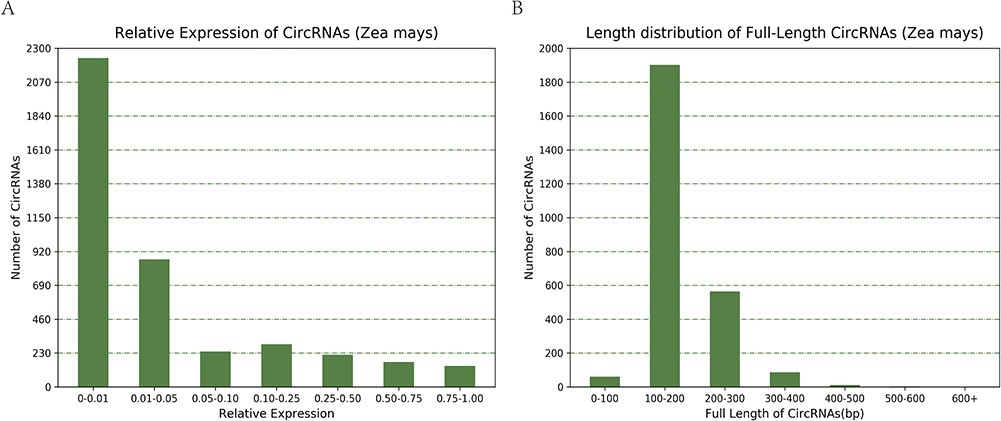 A
Relative Expression of CircRNAs (Zea mays)
Number of CircRNAs
2300
2070
1840
1610
1380
1150
920
690
460
230
0
0-0.01 0.01-0.05 0.05-0.10 0.10-0.25 0.25-0.50 0.50-0.75 0.75-1.00
Relative Expression
B
Length distribution of Full-Length CircRNAs (Zea mays)
Number of CircRNAs
2000
1800
1600
1400
1200
1000
800
600
400
200
0
0-100 100-200 200-300 300-400 400-500 500-600 600+
Full Length of CircRNAs(bp)